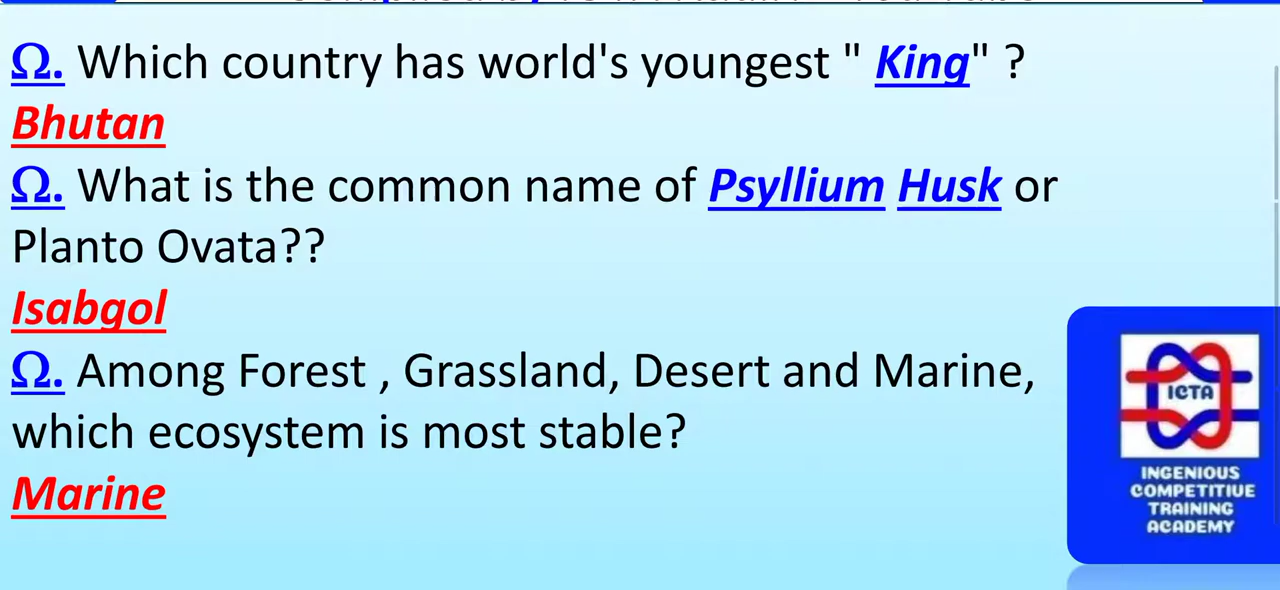 Ω. Which country has world's youngest " King" ?
Bhutan
Ω. What is the common name of Psyllium Husk or
Planto Ovata??
Isabgol
Ω. Among Forest , Grassland, Desert and Marine,
which ecosystem is most stable?
Marine
ICTA
INGENIOUS
COMPETITIVE
TRAINING
ACADEMY